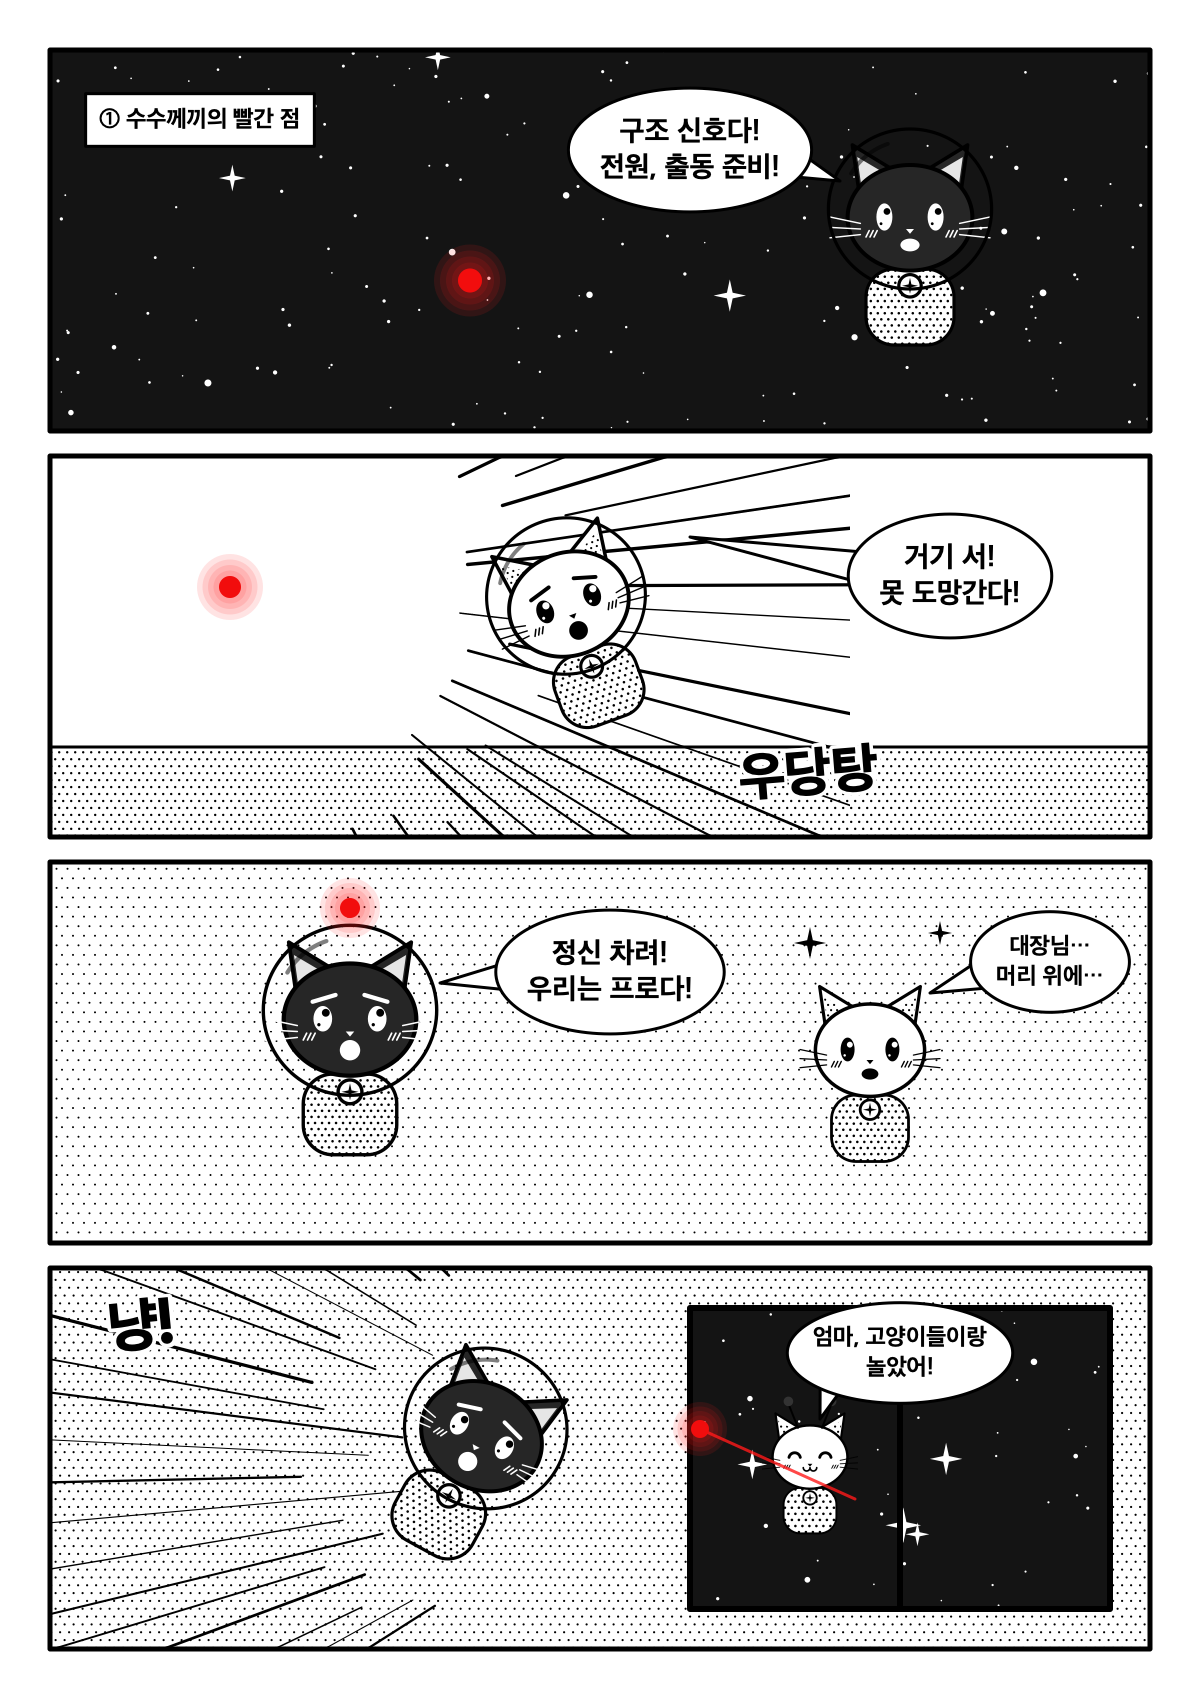 ① 수수께끼의 빨간 점
구조 신호다!
전원, 출동 준비!
거기 서!
못 도망간다!
우당탕
정신 차려!
우리는 프로다!
대장님…
머리 위에…
냥!
엄마, 고양이들이랑
놀았어!